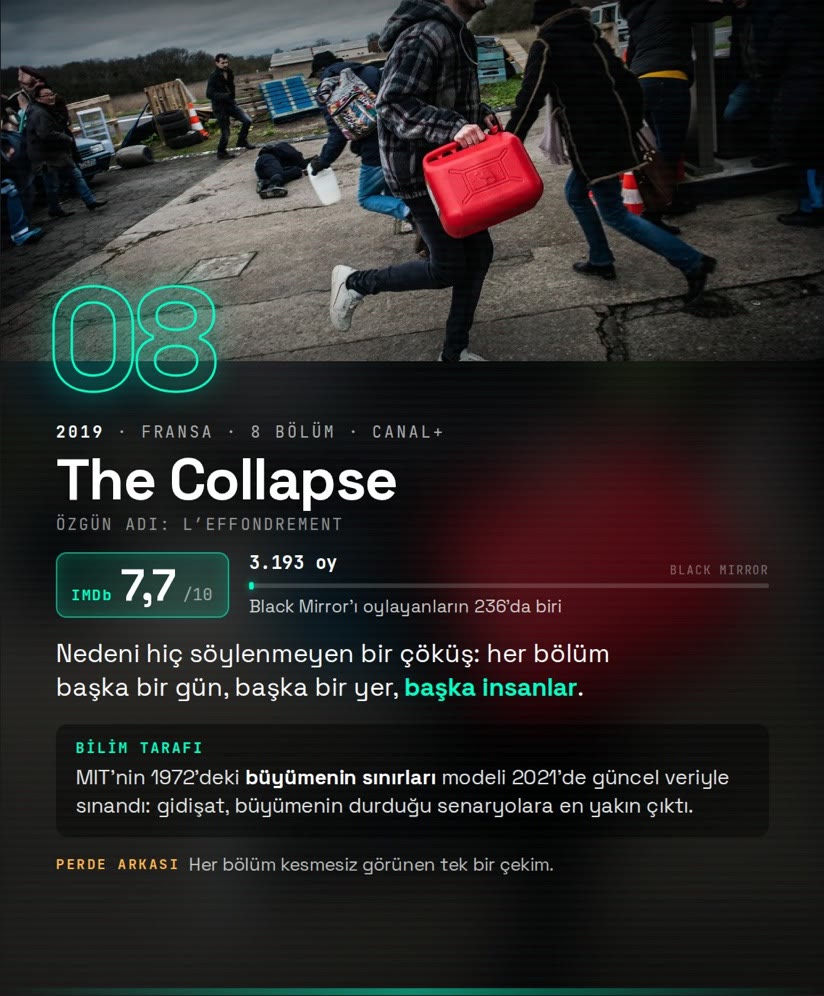 08
2019 · FRANSA · 8 BÖLÜM · CANAL+
The Collapse
ÖZGÜN ADI: L’EFFONDREMENT
IMDb 7,7 /10
3.193 oy
BLACK MIRROR
Black Mirror’ı oylayanların 236’da biri
Nedeni hiç söylenmeyen bir çöküş: her bölüm
başka bir gün, başka bir yer, başka insanlar.
BİLİM TARAFI
MIT’nin 1972’deki büyümenin sınırları modeli 2021’de güncel veriyle
sınandı: gidişat, büyümenin durduğu senaryolara en yakın çıktı.
PERDE ARKASI Her bölüm kesmesiz görünen tek bir çekim.